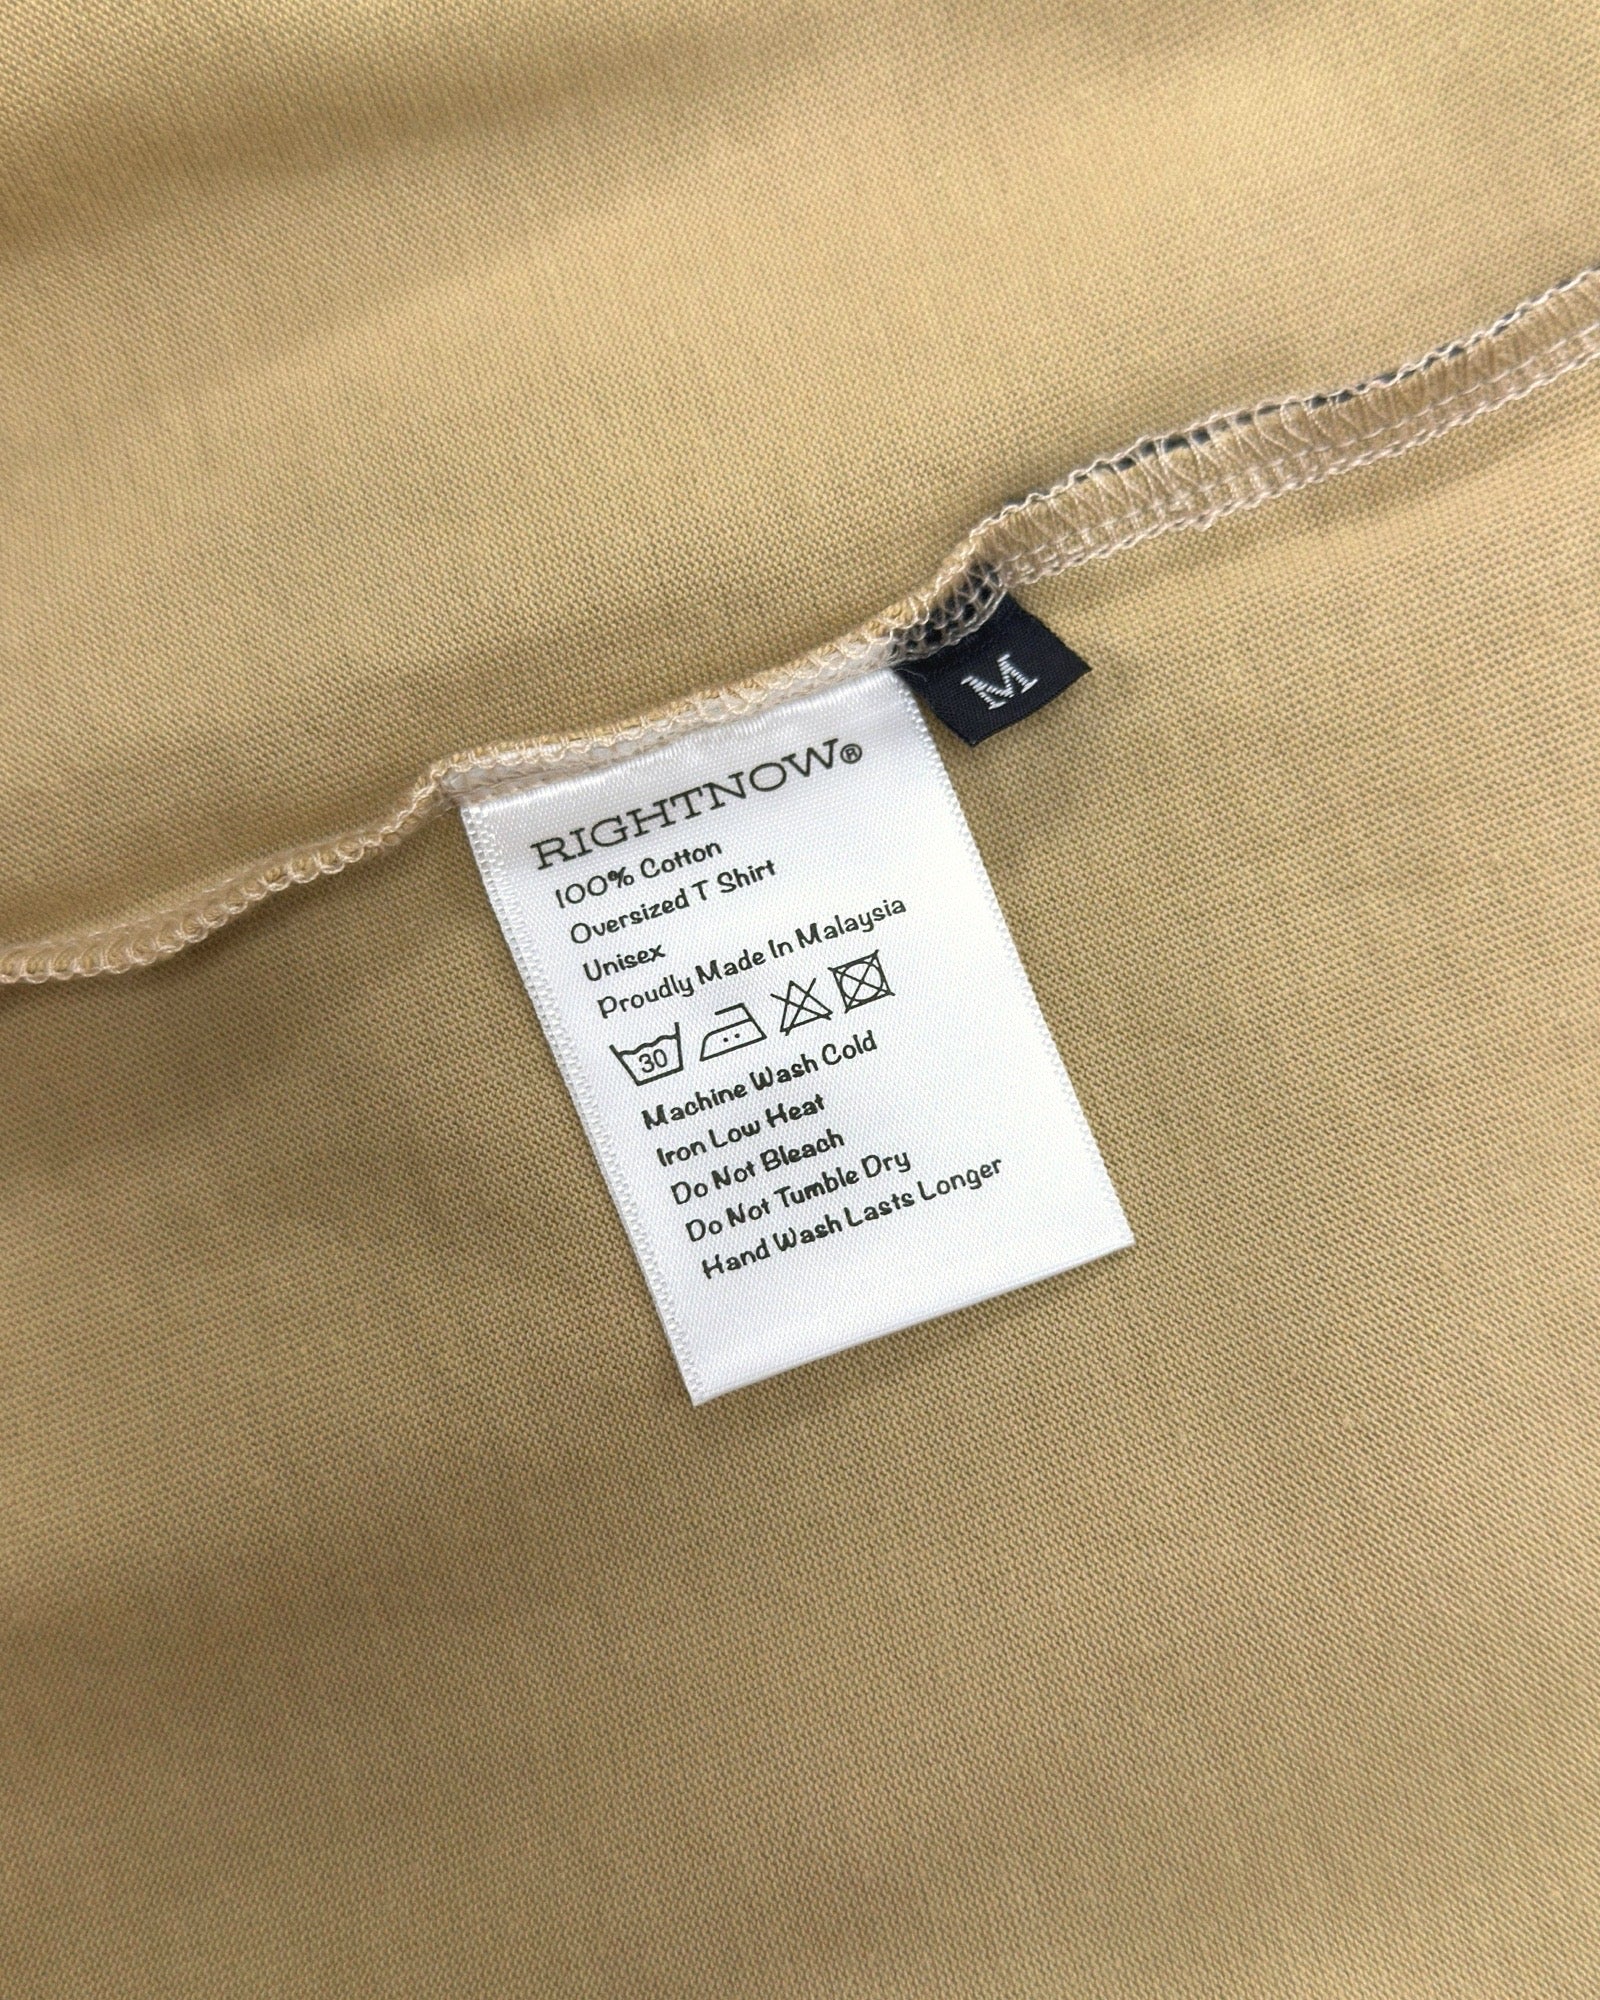 M
RIGHTNOW®
100% Cotton
Oversized T Shirt
Unisex
Proudly Made In Malaysia
30
Machine Wash Cold
Iron Low Heat
Do Not Bleach
Do Not Tumble Dry
Hand Wash Lasts Longer